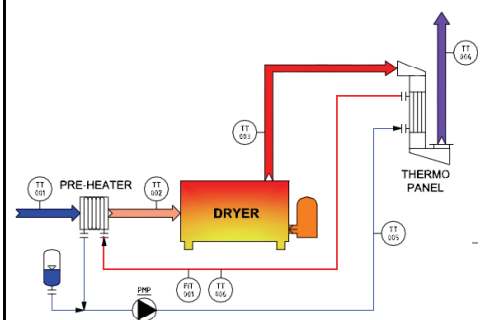 TT
004
TT
003
THERMO
PANEL
TT
001
PRE-HEATER
TT
002
DRYER
TT
005
FIT
001
TT
006
PMP